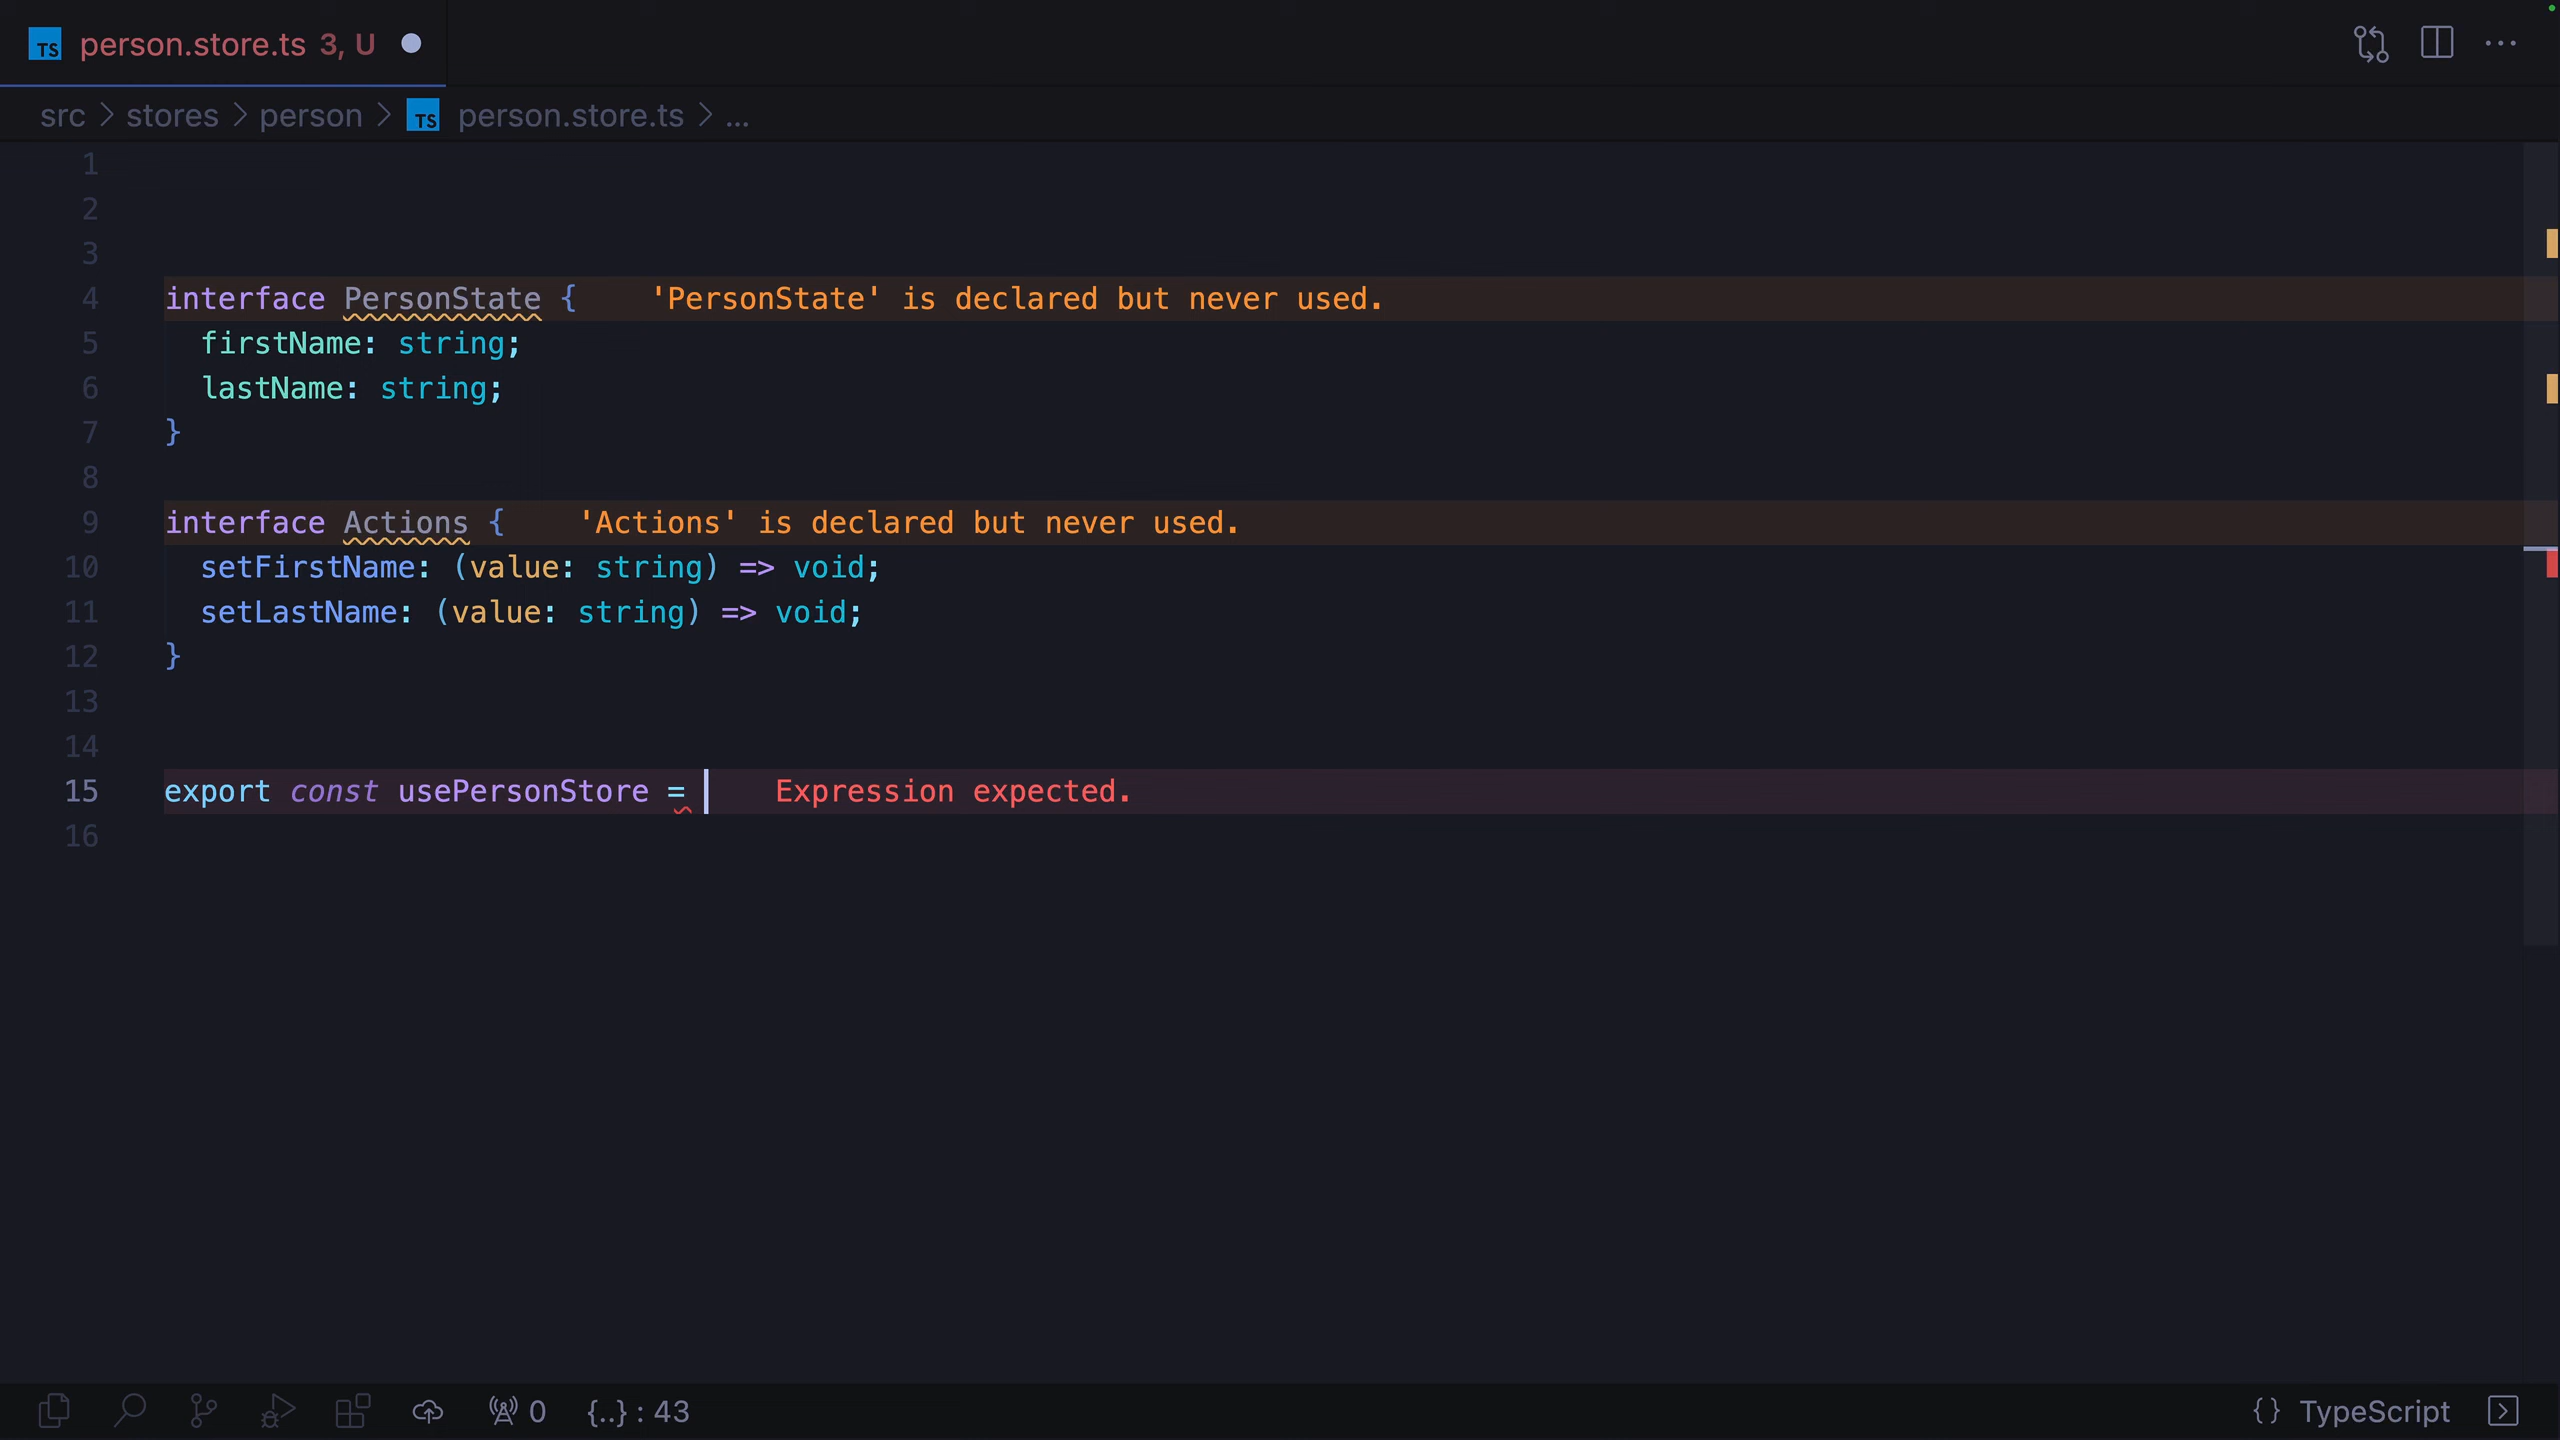 TS person.store.ts 3, U
src > stores > person > TS person.store.ts > ...
1
2
3
4 interface PersonState { 'PersonState' is declared but never used.
5 firstName: string;
6 lastName: string;
7 }
8
9 interface Actions { 'Actions' is declared but never used.
10 setFirstName: (value: string) => void;
11 setLastName: (value: string) => void;
12 }
13
14
15 export const usePersonStore = Expression expected.
16
0 {..} : 43 {} TypeScript